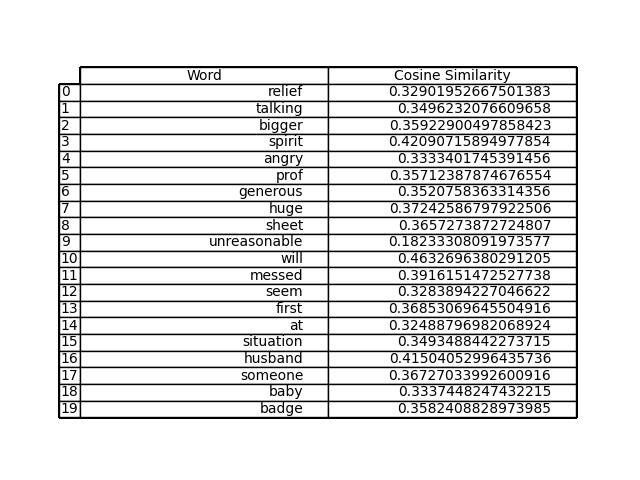 Word Cosine Similarity
0 relief 0.32901952667501383
1 talking 0.3496232076609658
2 bigger 0.35922900497858423
3 spirit 0.42090715894977854
4 angry 0.3333401745391456
5 prof 0.35712387874676554
6 generous 0.3520758363314356
7 huge 0.37242586797922506
8 sheet 0.3657273872724807
9 unreasonable 0.18233308091973577
10 will 0.4632696380291205
11 messed 0.3916151472527738
12 seem 0.3283894227046622
13 first 0.36853069645504916
14 at 0.32488796982068924
15 situation 0.3493488442273715
16 husband 0.41504052996435736
17 someone 0.36727033992600916
18 baby 0.3337448247432215
19 badge 0.3582408828973985